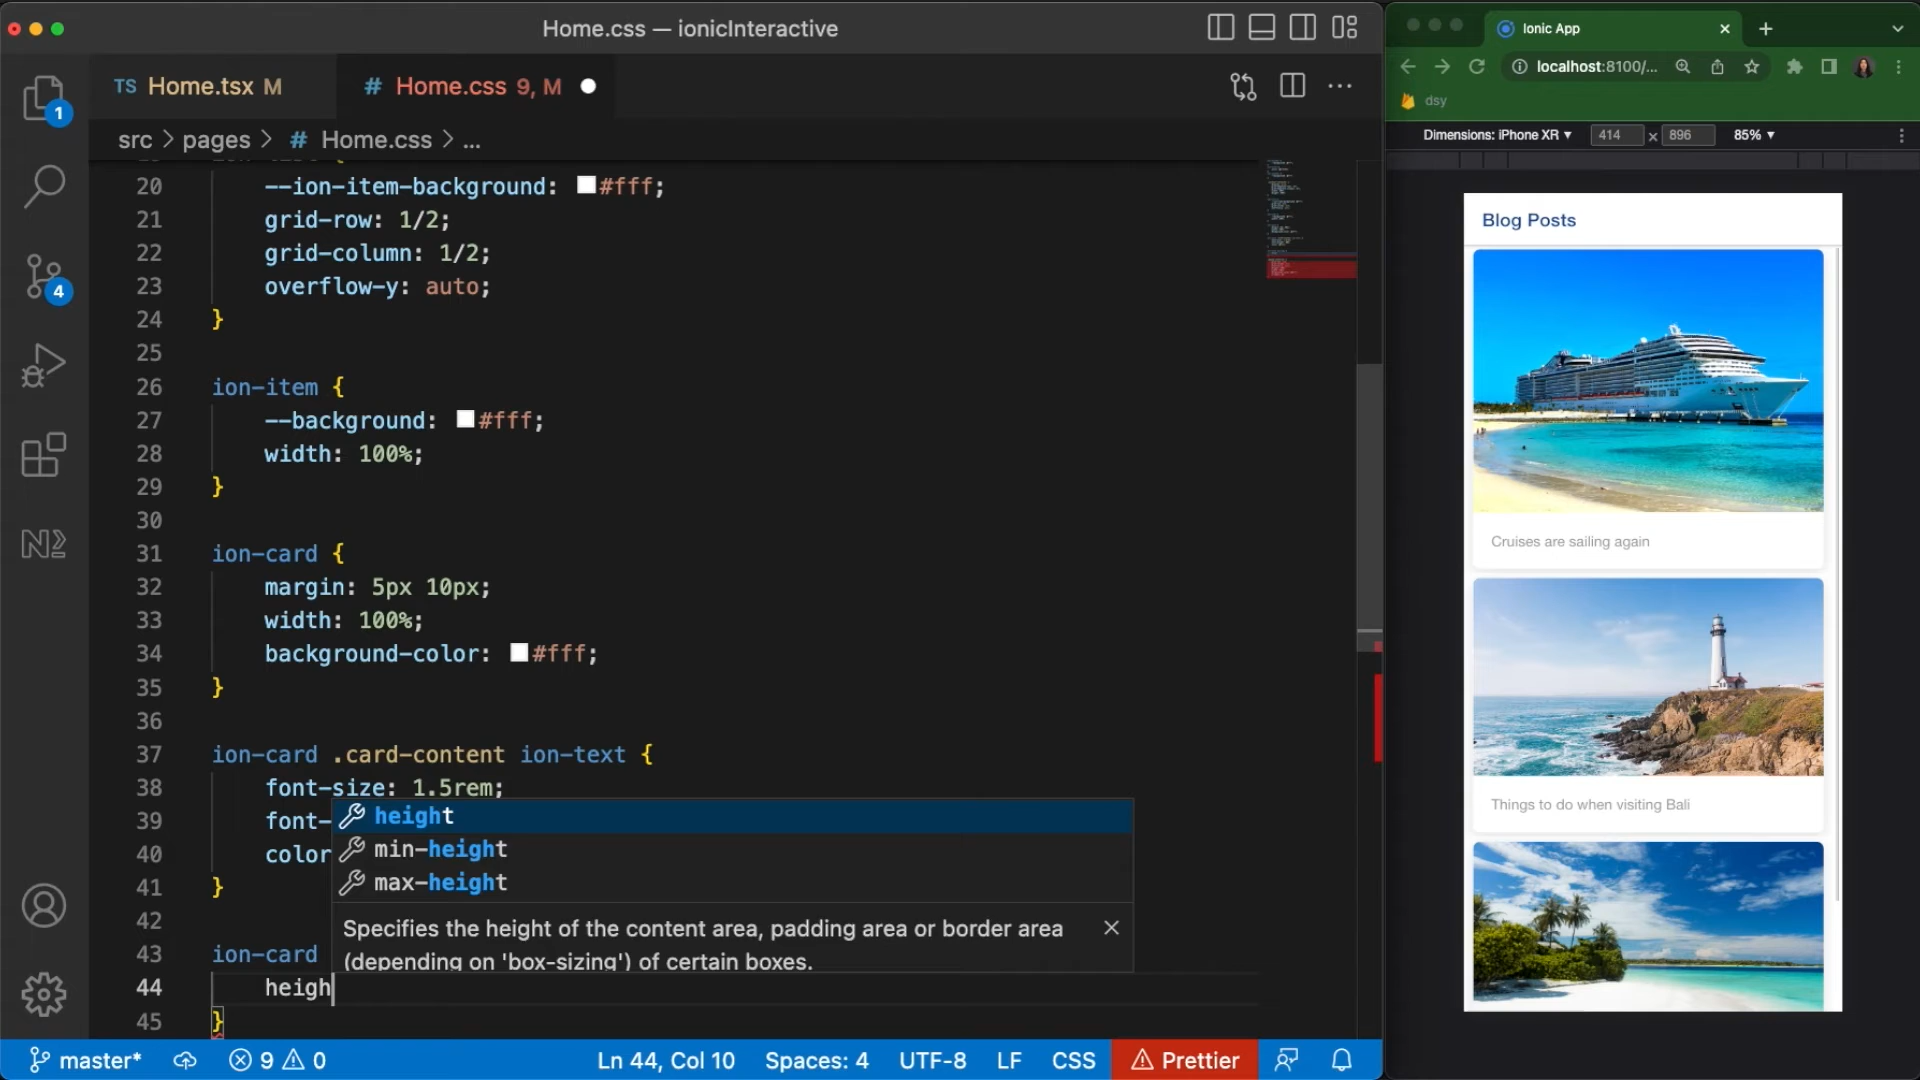 Home.css — ionicInteractive
TS Home.tsx M
# Home.css 9, M
src > pages > # Home.css > ...
20 --ion-item-background: #fff;
21 grid-row: 1/2;
22 grid-column: 1/2;
23 overflow-y: auto;
24 }
25
26 ion-item {
27 --background: #fff;
28 width: 100%;
29 }
30
31 ion-card {
32 margin: 5px 10px;
33 width: 100%;
34 background-color: #fff;
35 }
36
37 ion-card .card-content ion-text {
38 font-size: 1.5rem;
39 font-
40 color
41 }
42
43 ion-card
44 heigh
45 }
height
min-height
max-height
Specifies the height of the content area, padding area or border area
(depending on 'box-sizing') of certain boxes.
1
4
master*
9 0
Ln 44, Col 10
Spaces: 4
UTF-8
LF
CSS
Prettier
Ionic App
localhost:8100/...
dsy
Dimensions: iPhone XR ▼ 414 x 896 85% ▼
Blog Posts
Cruises are sailing again
Things to do when visiting Bali